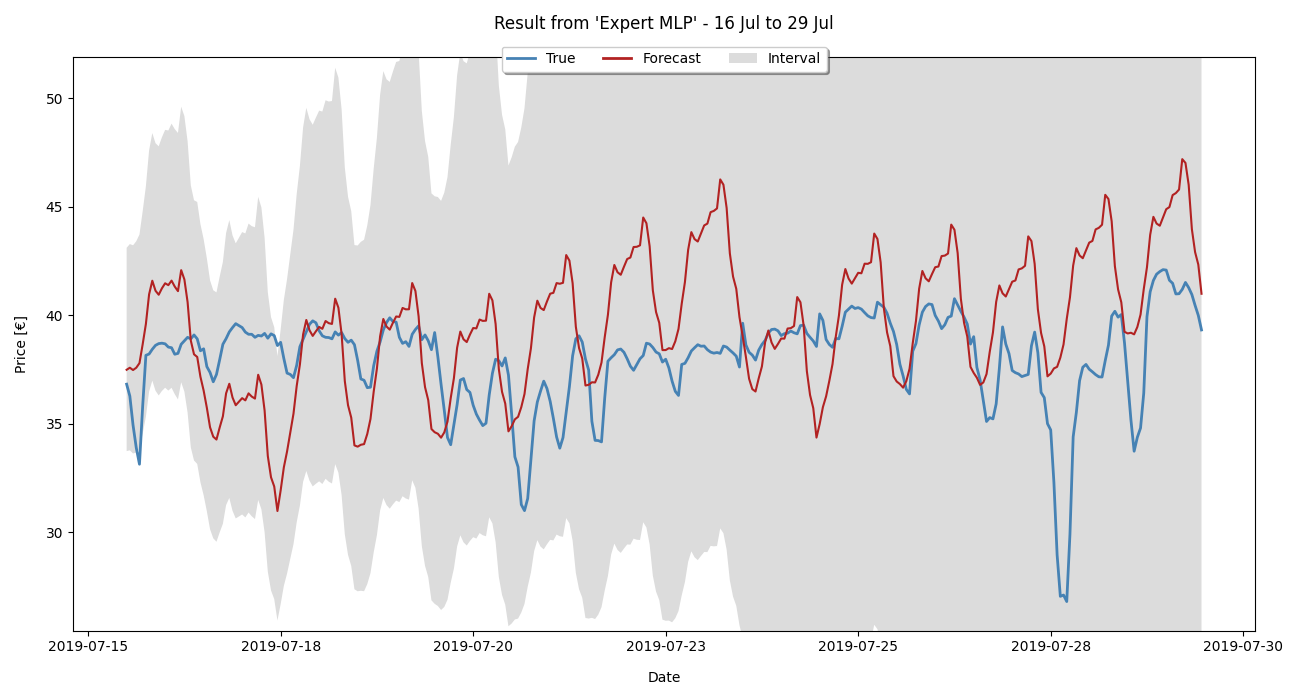 Result from 'Expert MLP' - 16 Jul to 29 Jul
True Forecast Interval
50
45
40
35
30
Price [€]
2019-07-15 2019-07-18 2019-07-20 2019-07-23 2019-07-25 2019-07-28 2019-07-30
Date